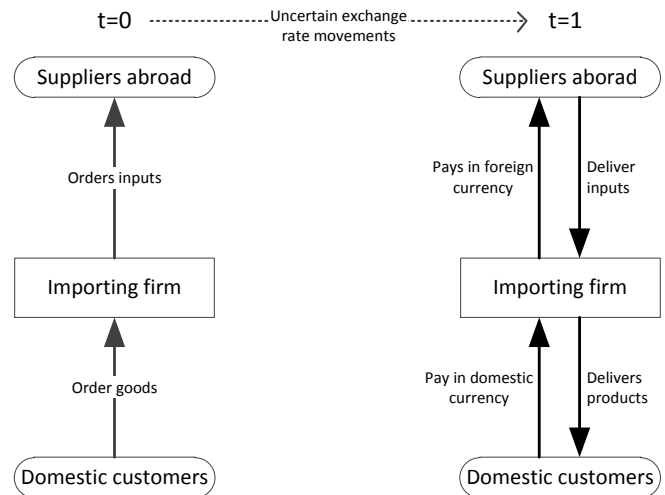 t=0
Uncertain exchange
rate movements
t=1
Suppliers abroad
Suppliers aborad
Orders inputs
Pays in foreign
currency
Deliver
inputs
Importing firm
Importing firm
Order goods
Pay in domestic
currency
Delivers
products
Domestic customers
Domestic customers